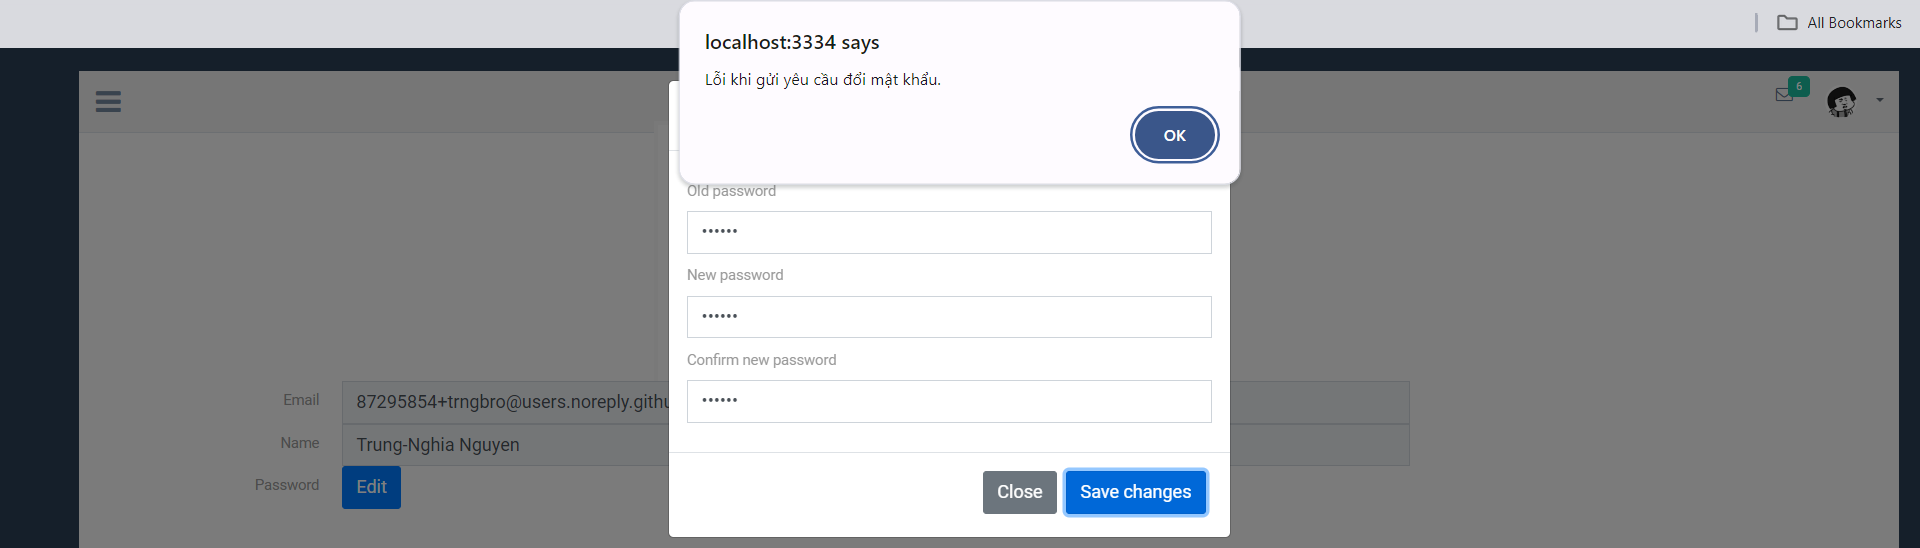 All Bookmarks
localhost:3334 says
Lỗi khi gửi yêu cầu đổi mật khẩu.
OK
6
Old password
••••••
New password
••••••
Confirm new password
••••••
Email
87295854+trngbro@users.noreply.githu
Name
Trung-Nghia Nguyen
Password
Edit
Close
Save changes